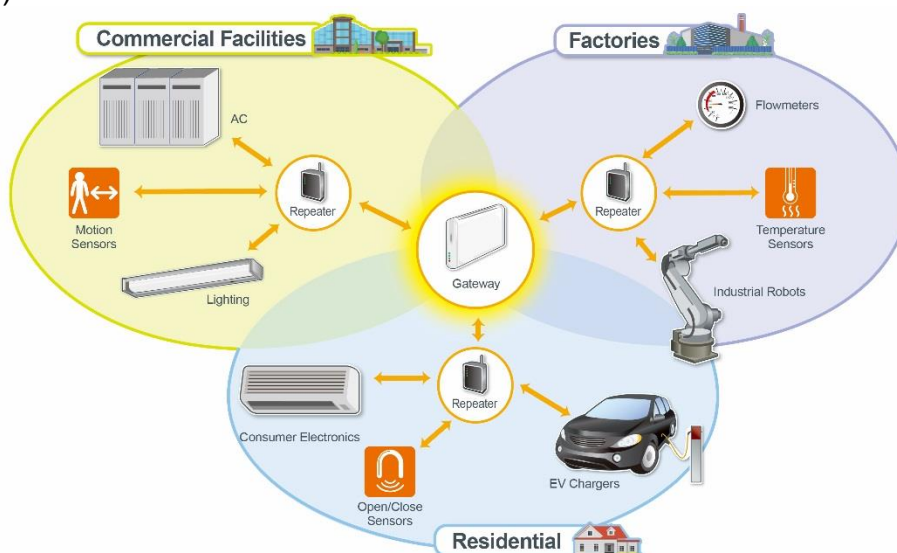 )
Commercial Facilities
Factories
AC
Flowmeters
Repeater
Repeater
Motion
Sensors
Temperature
Sensors
Lighting
Gateway
Industrial Robots
Repeater
Consumer Electronics
EV Chargers
Open/Close
Sensors
Residential